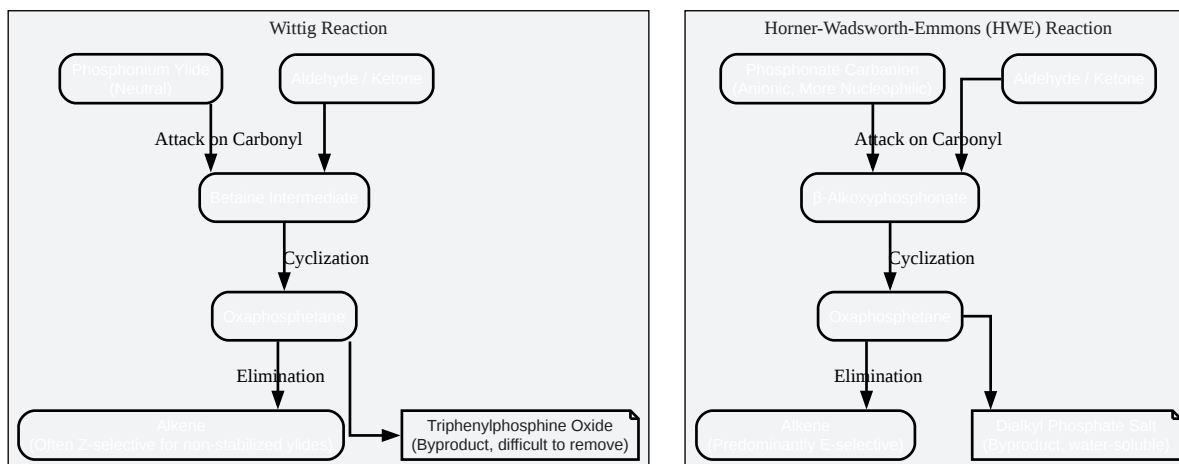 Wittig Reaction
Phosphonium Ylide
(Neutral)
Aldehyde / Ketone
Attack on Carbonyl
Betaine Intermediate
Cyclization
Oxaphosphetane
Elimination
Alkene
(Often Z-selective for non-stabilized ylides)
Triphenylphosphine Oxide
(Byproduct, difficult to remove)
Horner-Wadsworth-Emmons (HWE) Reaction
Phosphonate Carbanion
(Anionic, More Nucleophilic)
Aldehyde / Ketone
Attack on Carbonyl
β-Alkoxyphosphonate
Cyclization
Oxaphosphetane
Elimination
Alkene
(Predominantly E-selective)
Dialkyl Phosphate Salt
(Byproduct, water-soluble)